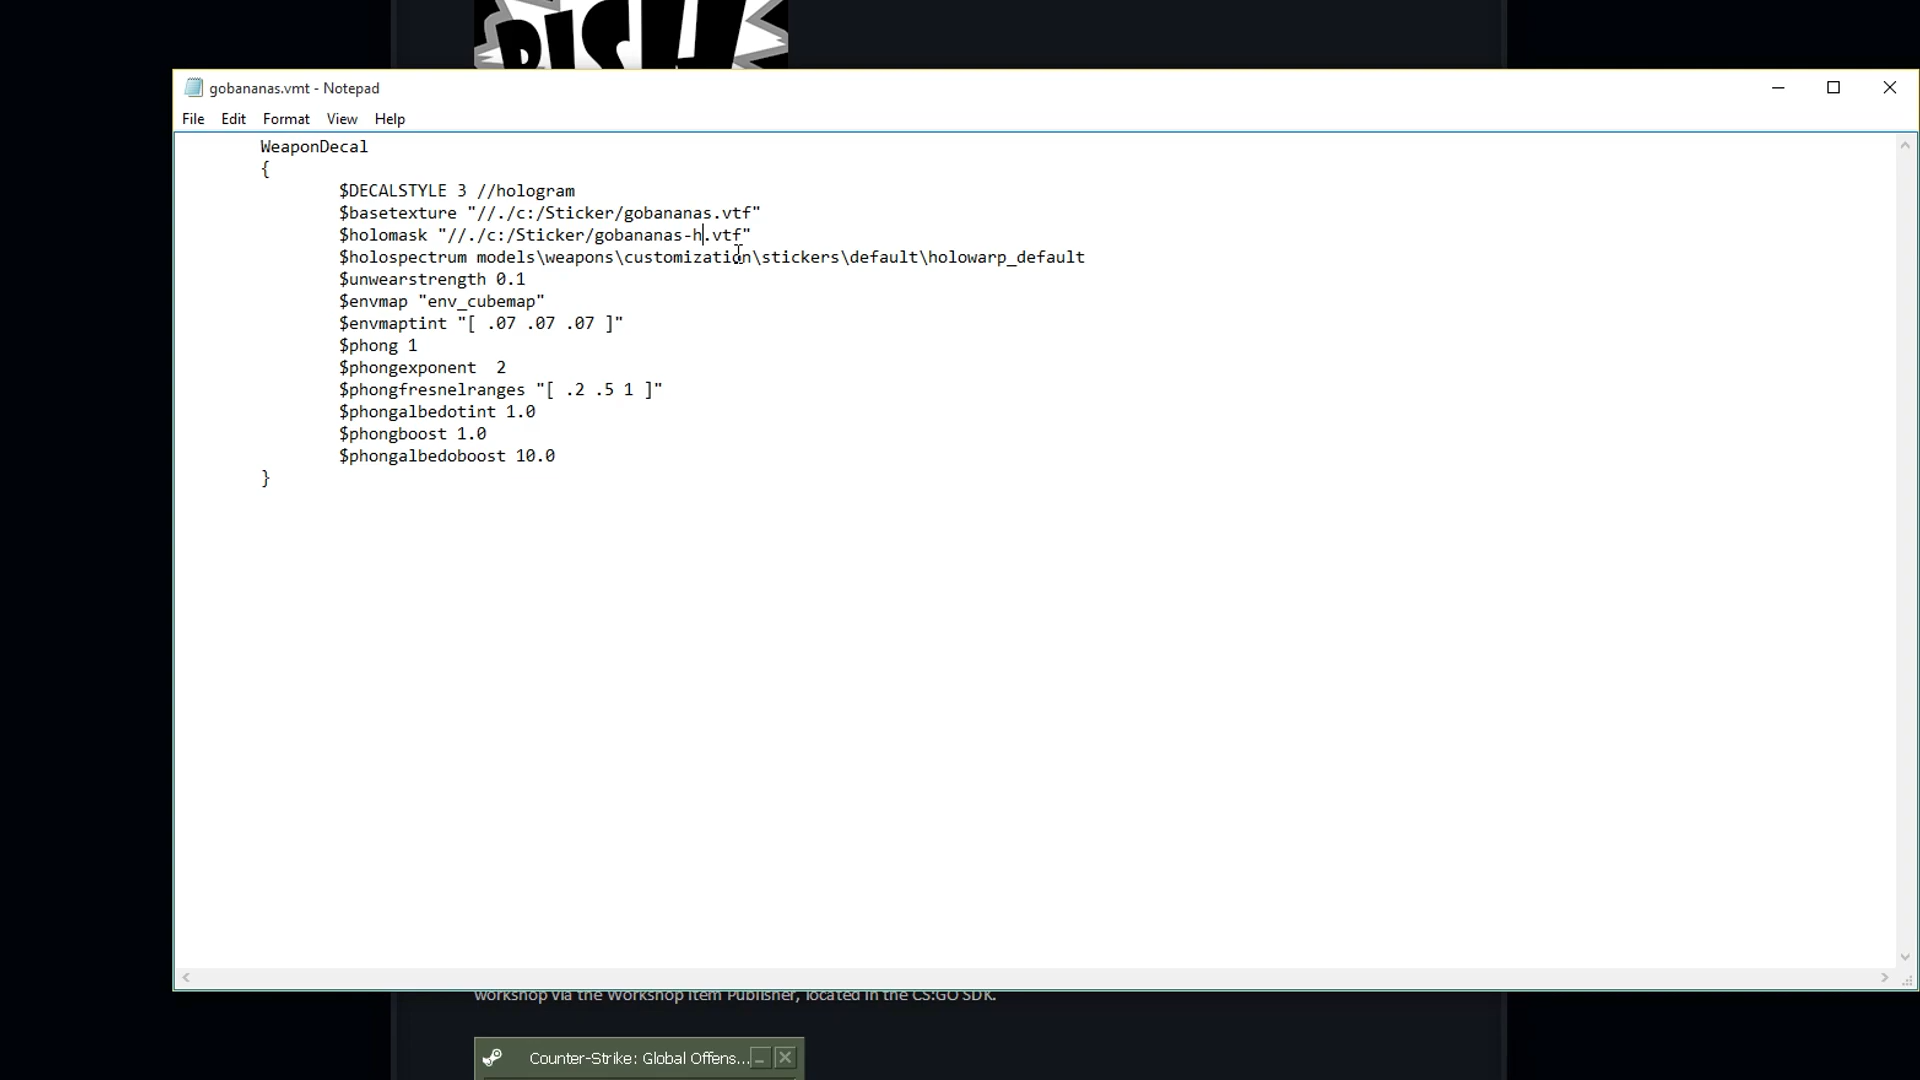 gobananas.vmt - Notepad
File Edit Format View Help
WeaponDecal
{
$DECALSTYLE 3 //hologram
$basetexture "//./c:/Sticker/gobananas.vtf"
$holomask "//./c:/Sticker/gobananas-h.vtf"
$holospectrum models\weapons\customization\stickers\default\holowarp_default
$unwearstrength 0.1
$envmap "env_cubemap"
$envmaptint "[ .07 .07 .07 ]"
$phong 1
$phongexponent  2
$phongfresnelranges "[ .2 .5 1 ]"
$phongalbedotint 1.0
$phongboost 1.0
$phongalbedoboost 10.0
}
workshop via the Workshop Item Publisher, located in the CS:GO SDK.
Counter-Strike: Global Offens...